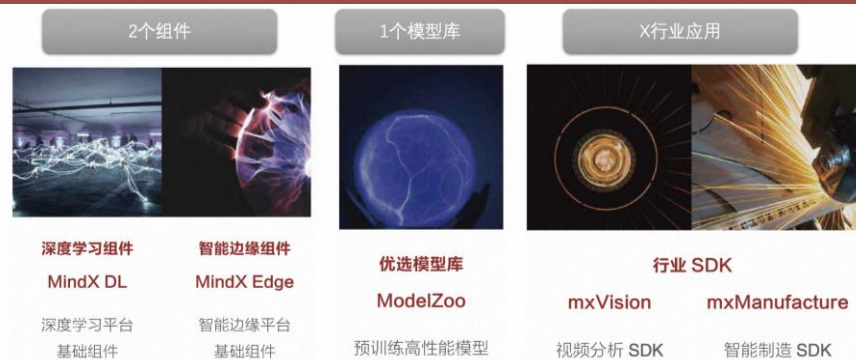 2个组件
1个模型库
X行业应用
深度学习组件
MindX DL
深度学习平台
基础组件
智能边缘组件
MindX Edge
智能边缘平台
基础组件
优选模型库
ModelZoo
预训练高性能模型
行业 SDK
mxVision
视频分析 SDK
mxManufacture
智能制造 SDK